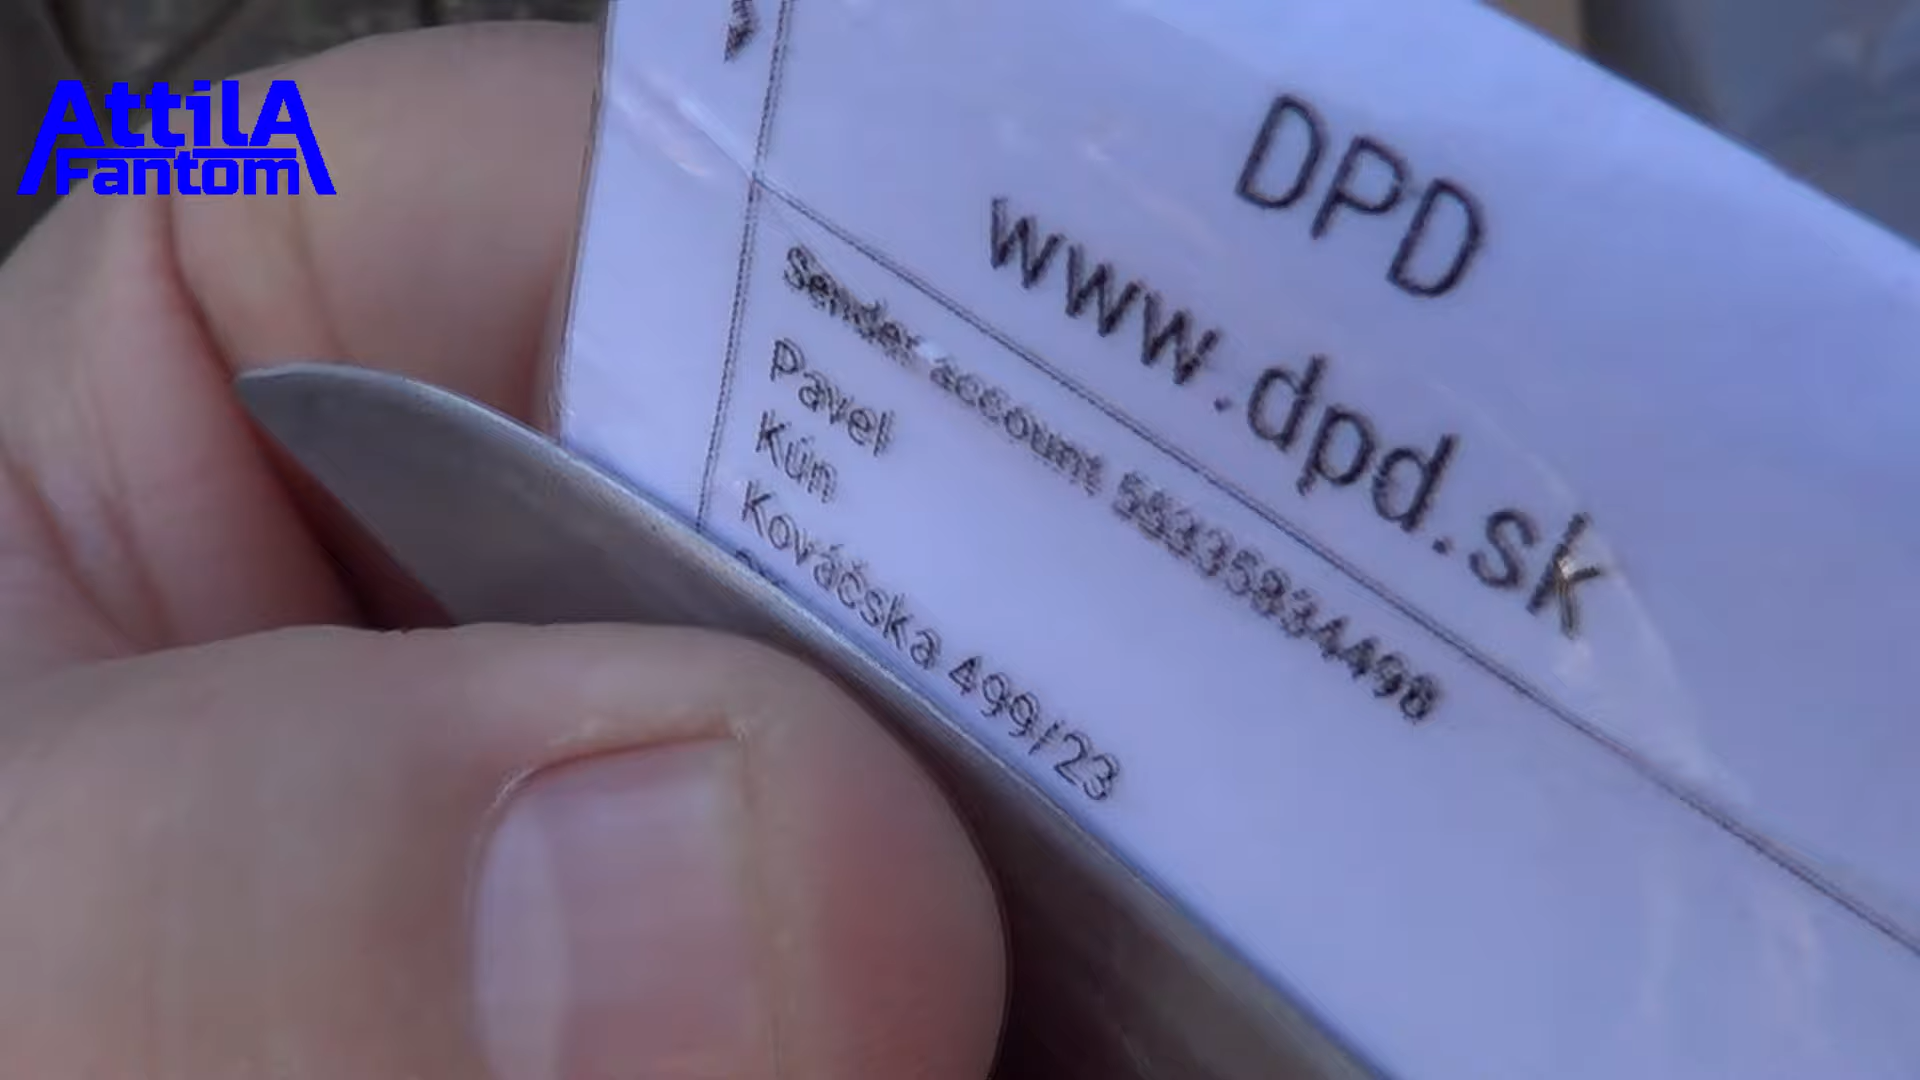 AttilA
Fantom
DPD
www.dpd.sk
Sender account
Pavel
Kún
Kováčska 499/23